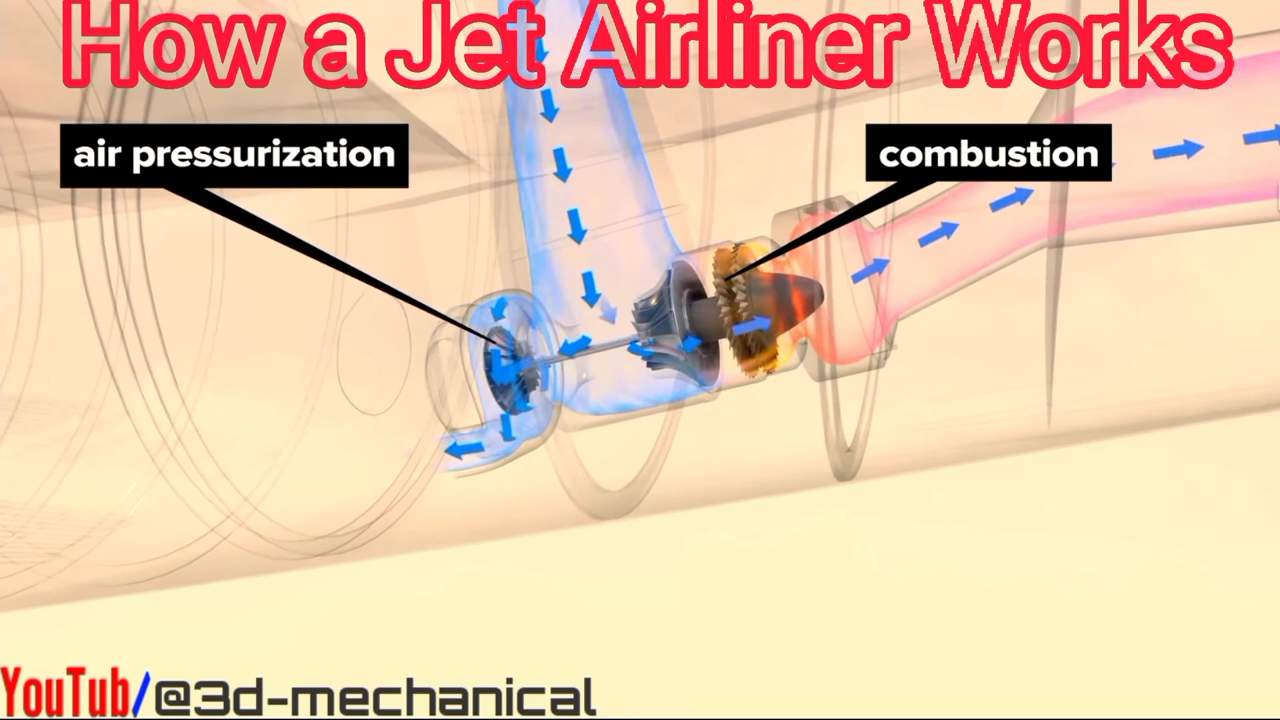 How a Jet Airliner Works
air pressurization
combustion
YouTub/@3d-mechanical